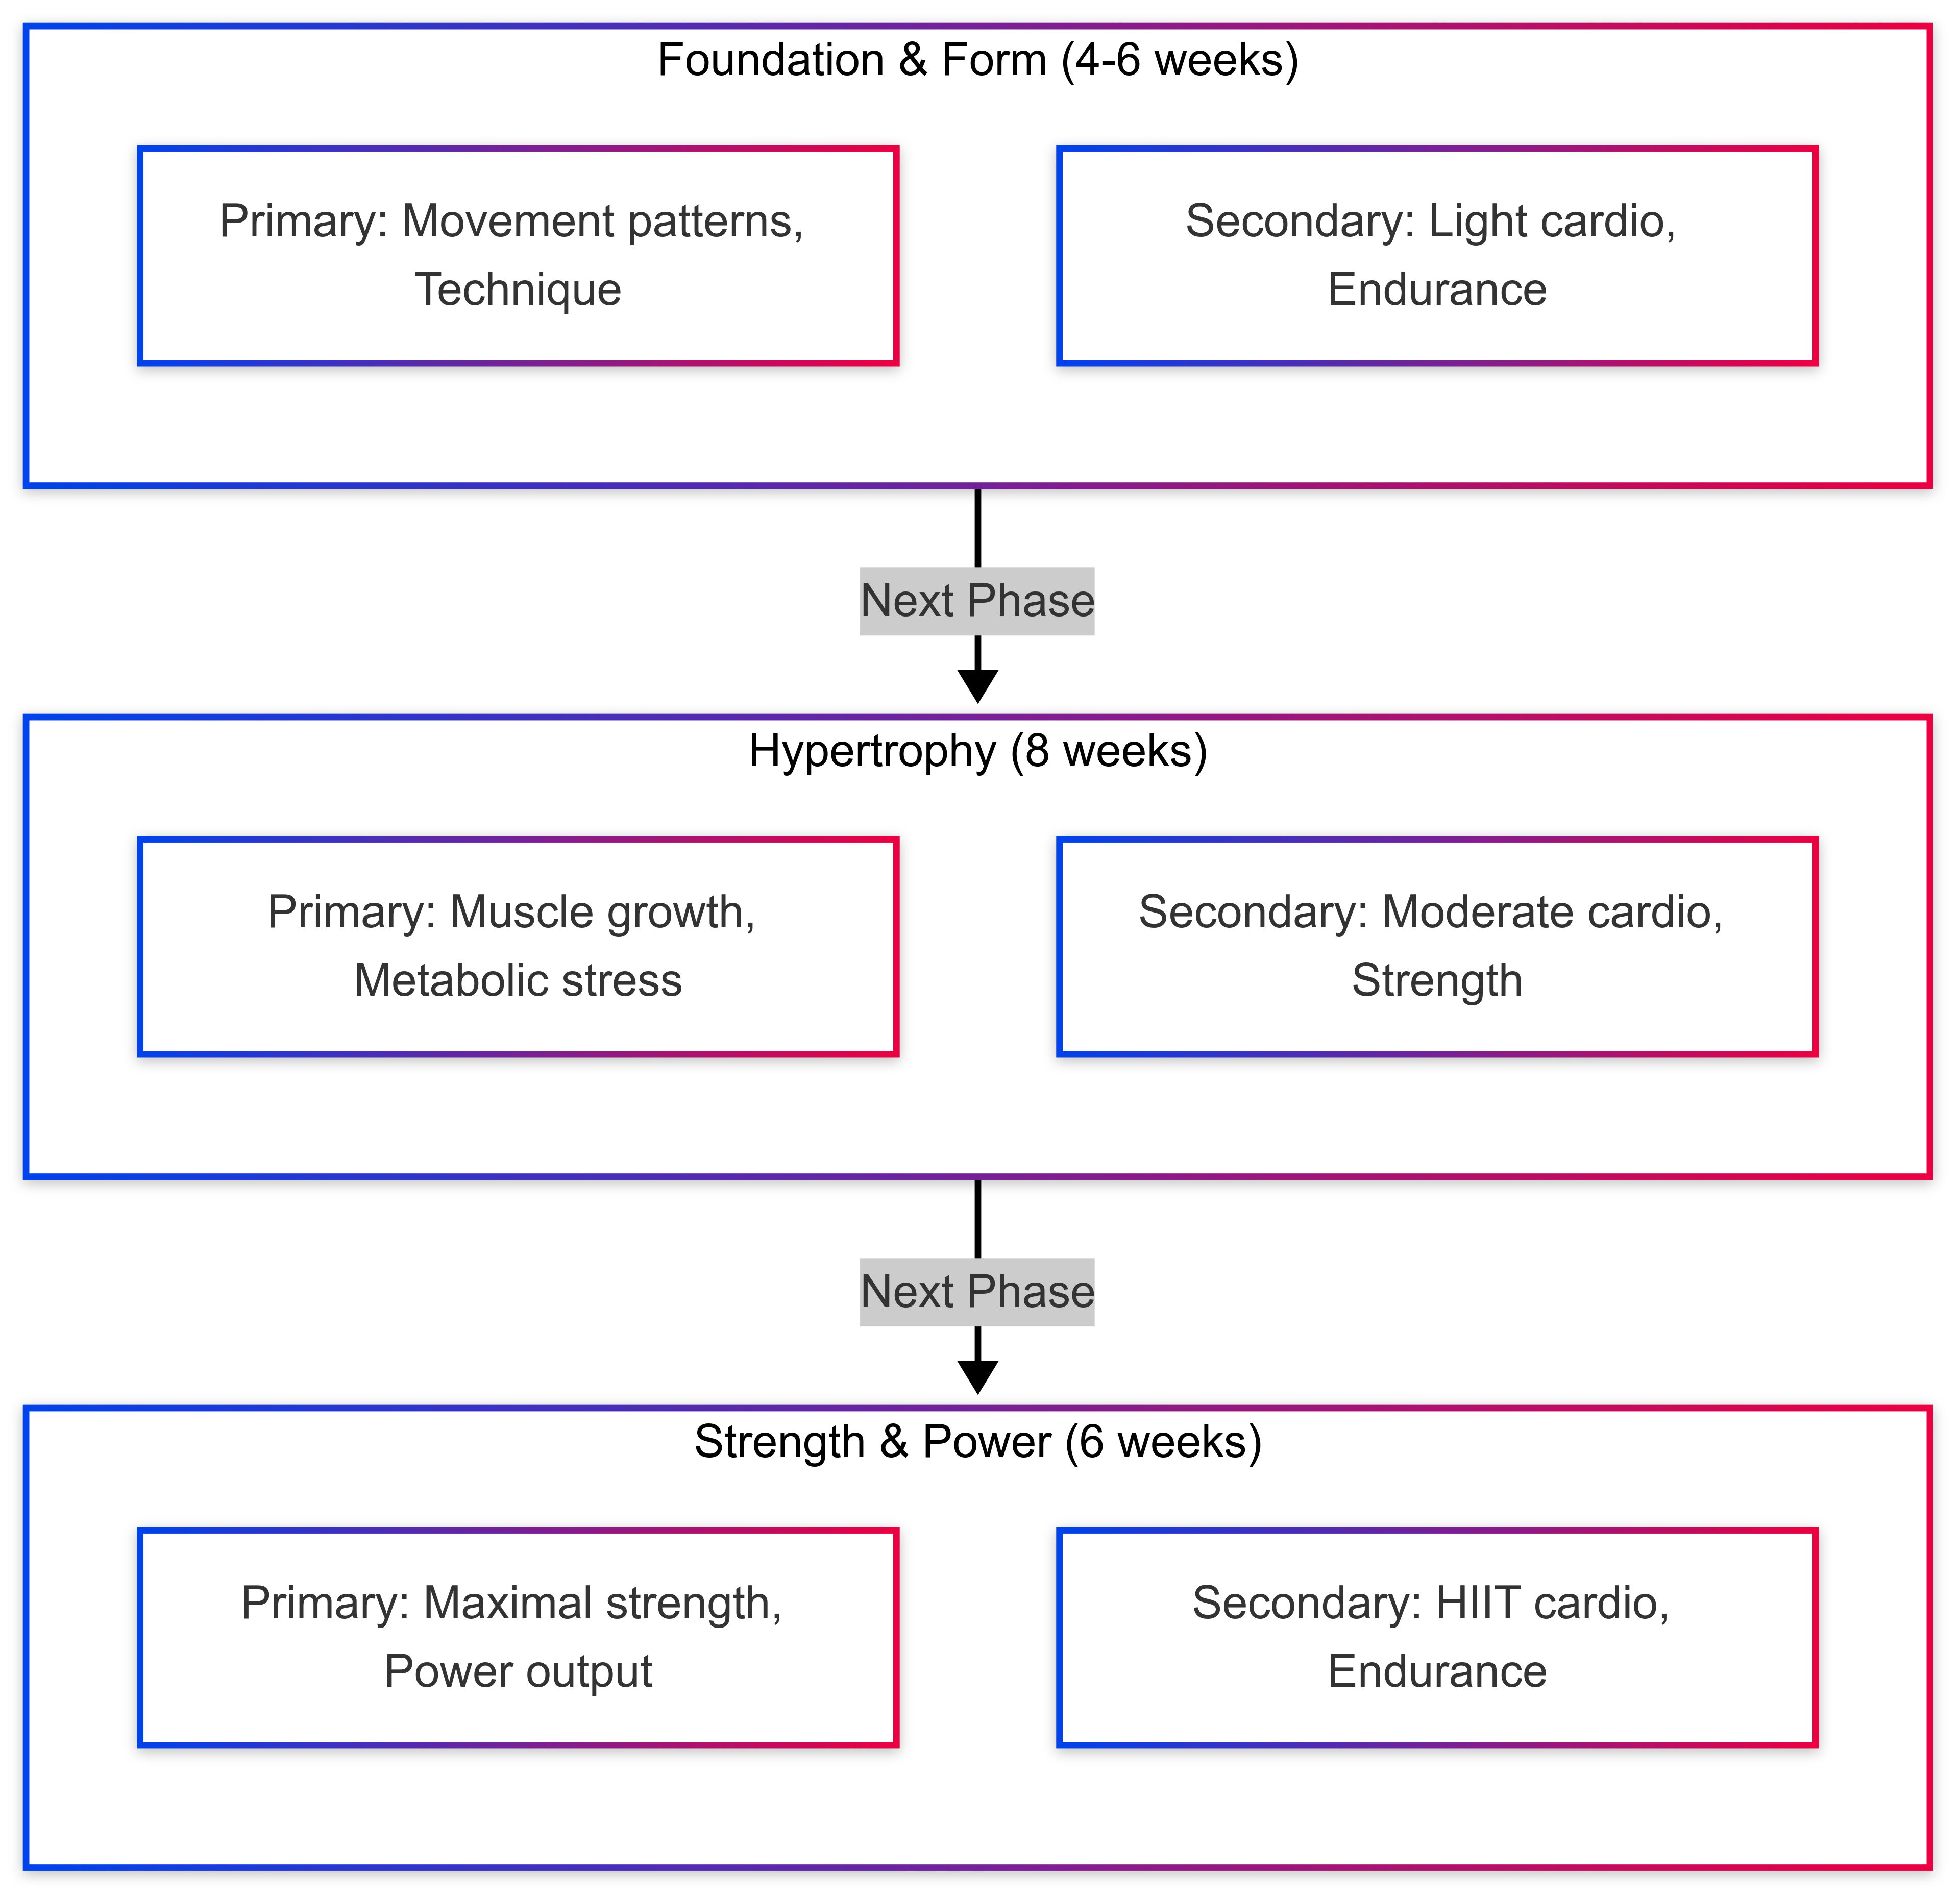 Foundation & Form (4-6 weeks)
Primary: Movement patterns,
Technique
Secondary: Light cardio,
Endurance
Next Phase
Hypertrophy (8 weeks)
Primary: Muscle growth,
Metabolic stress
Secondary: Moderate cardio,
Strength
Next Phase
Strength & Power (6 weeks)
Primary: Maximal strength,
Power output
Secondary: HIIT cardio,
Endurance